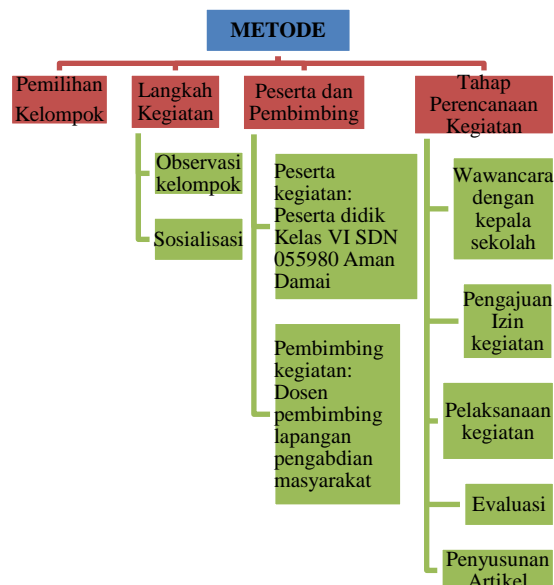 METODE
Pemilihan
Kelompok
Langkah
Kegiatan
Observasi
kelompok
Sosialisasi
Peserta dan
Pembimbing
Peserta
kegiatan:
Peserta didik
Kelas VI SDN
055980 Aman
Damai
Pembimbing
kegiatan:
Dosen
pembimbing
lapangan
pengabdian
masyarakat
Tahap
Perencanaan
Kegiatan
Wawancara
dengan
kepala
sekolah
Pengajuan
Izin
kegiatan
Pelaksanaan
kegiatan
Evaluasi
Penyusunan
Artikel